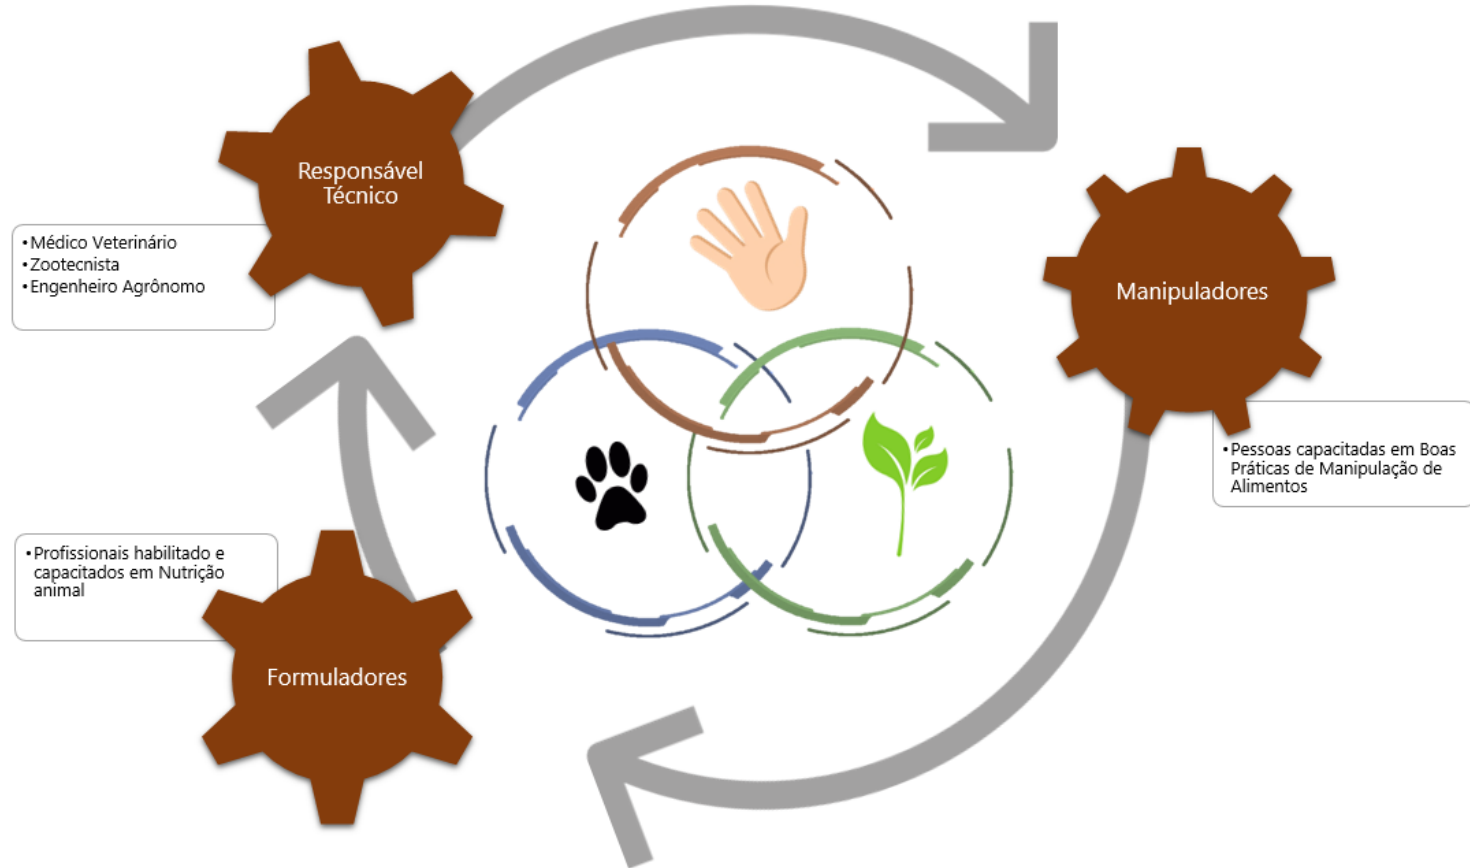 Responsável
Técnico
•Médico Veterinário
•Zootecnista
•Engenheiro Agrônomo
Manipuladores
•Pessoas capacitadas em Boas
Práticas de Manipulação de
Alimentos
•Profissionais habilitado e
capacitados em Nutrição
animal
Formuladores